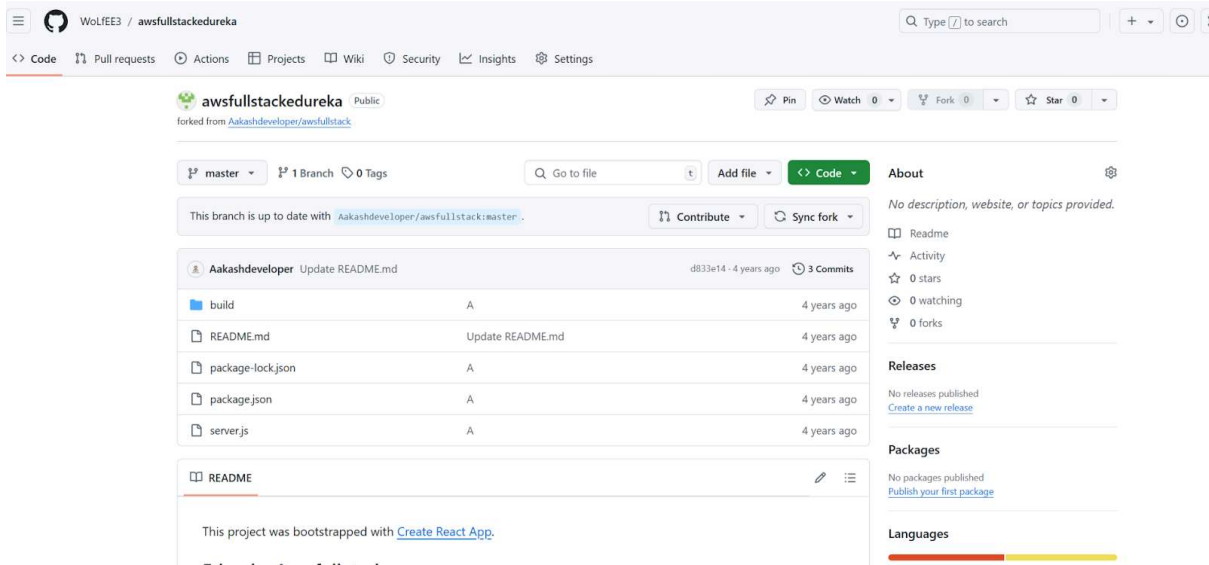 WoLfEE3 / awsfullstackedureka
Type / to search
Code Pull requests Actions Projects Wiki Security Insights Settings
awsfullstackedureka Public
Pin Watch 0 Fork 0 Star 0
forked from Aakashdeveloper/awsfullstack
master 1 Branch 0 Tags Go to file t Add file Code
This branch is up to date with Aakashdeveloper/awsfullstack:master .
Contribute Sync fork
Aakashdeveloper Update README.md d833e14 · 4 years ago 3 Commits
build A 4 years ago
README.md Update README.md 4 years ago
package-lock.json A 4 years ago
package.json A 4 years ago
server.js A 4 years ago
README
This project was bootstrapped with Create React App.
About
No description, website, or topics provided.
Readme
Activity
0 stars
0 watching
0 forks
Releases
No releases published
Create a new release
Packages
No packages published
Publish your first package
Languages